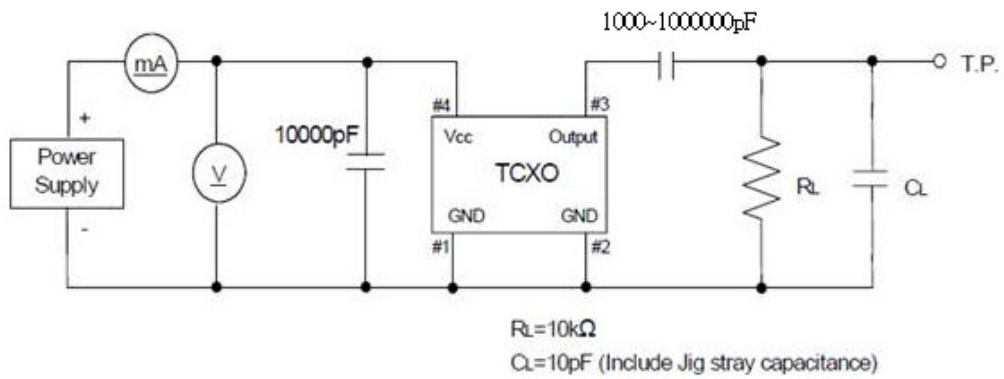 1000~1000000pF
mA
T.P.
#4
#3
+
10000pF
Vcc
Output
Power
Supply
V
TCXO
RL
CL
GND
GND
-
#1
#2
RL=10kΩ
CL=10pF (Include Jig stray capacitance)